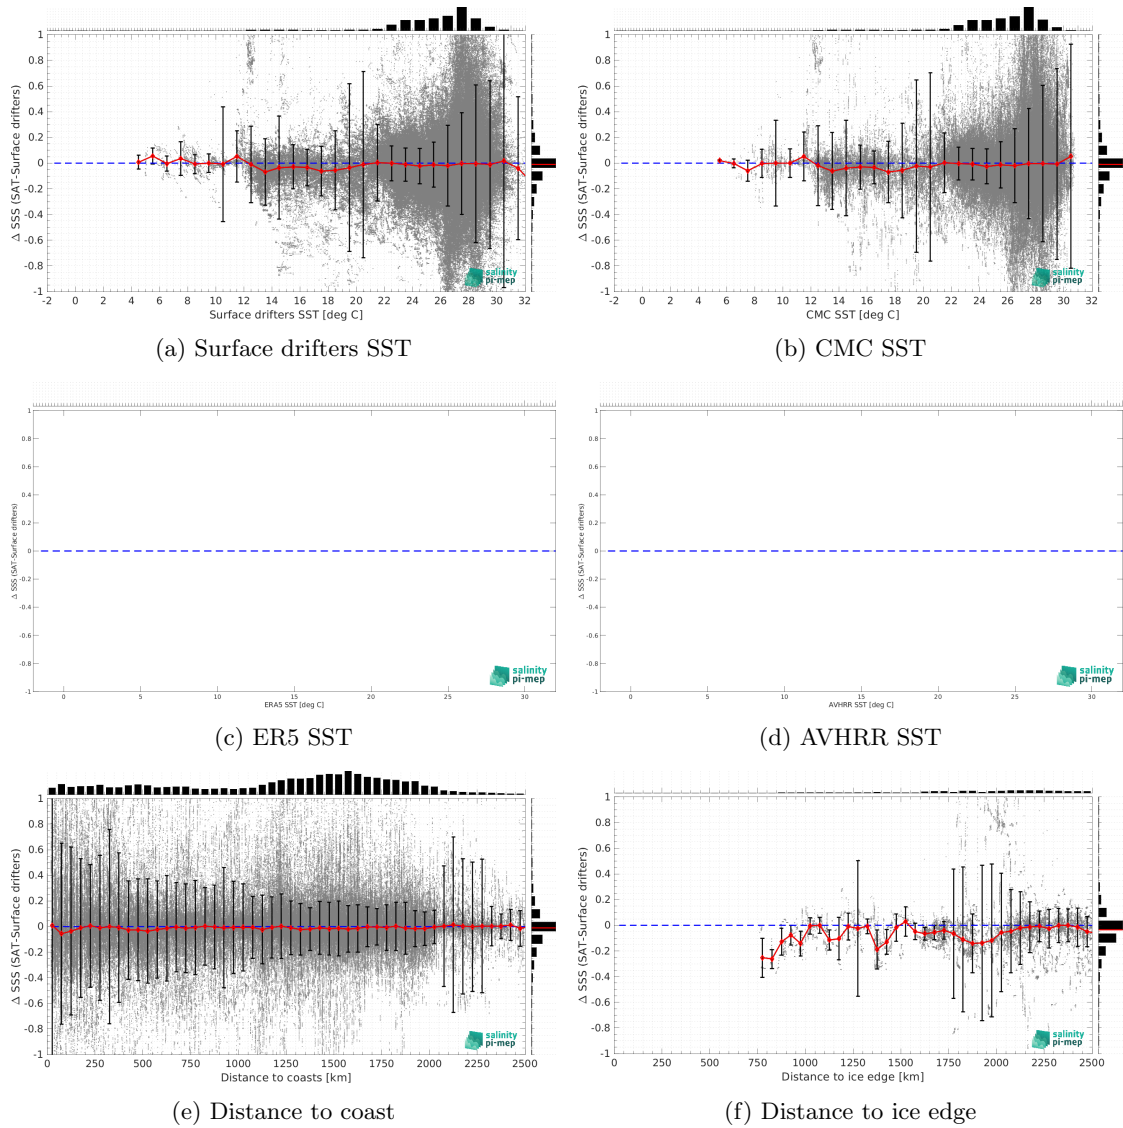 1
0.8
0.6
0.4
0.2
0
-0.2
-0.4
-0.6
-0.8
-1
Δ SSS (SAT-Surface drifters)
-2 0 2 4 6 8 10 12 14 16 18 20 22 24 26 28 30 32
Surface drifters SST [deg C]
salinity
pi-mep
(a) Surface drifters SST
1
0.8
0.6
0.4
0.2
0
-0.2
-0.4
-0.6
-0.8
-1
Δ SSS (SAT-Surface drifters)
-2 0 2 4 6 8 10 12 14 16 18 20 22 24 26 28 30 32
CMC SST [deg C]
salinity
pi-mep
(b) CMC SST
1
0.8
0.6
0.4
0.2
0
-0.2
-0.4
-0.6
-0.8
-1
Δ SSS (SAT-Surface drifters)
0 5 10 15 20 25 30
ERA5 SST [deg C]
salinity
pi-mep
(c) ER5 SST
1
0.8
0.6
0.4
0.2
0
-0.2
-0.4
-0.6
-0.8
-1
Δ SSS (SAT-Surface drifters)
0 5 10 15 20 25 30
AVHRR SST [deg C]
salinity
pi-mep
(d) AVHRR SST
1
0.8
0.6
0.4
0.2
0
-0.2
-0.4
-0.6
-0.8
-1
Δ SSS (SAT-Surface drifters)
0 250 500 750 1000 1250 1500 1750 2000 2250 2500
Distance to coasts [km]
salinity
pi-mep
(e) Distance to coast
1
0.8
0.6
0.4
0.2
0
-0.2
-0.4
-0.6
-0.8
-1
Δ SSS (SAT-Surface drifters)
0 250 500 750 1000 1250 1500 1750 2000 2250 2500
Distance to ice edge [km]
salinity
pi-mep
(f) Distance to ice edge